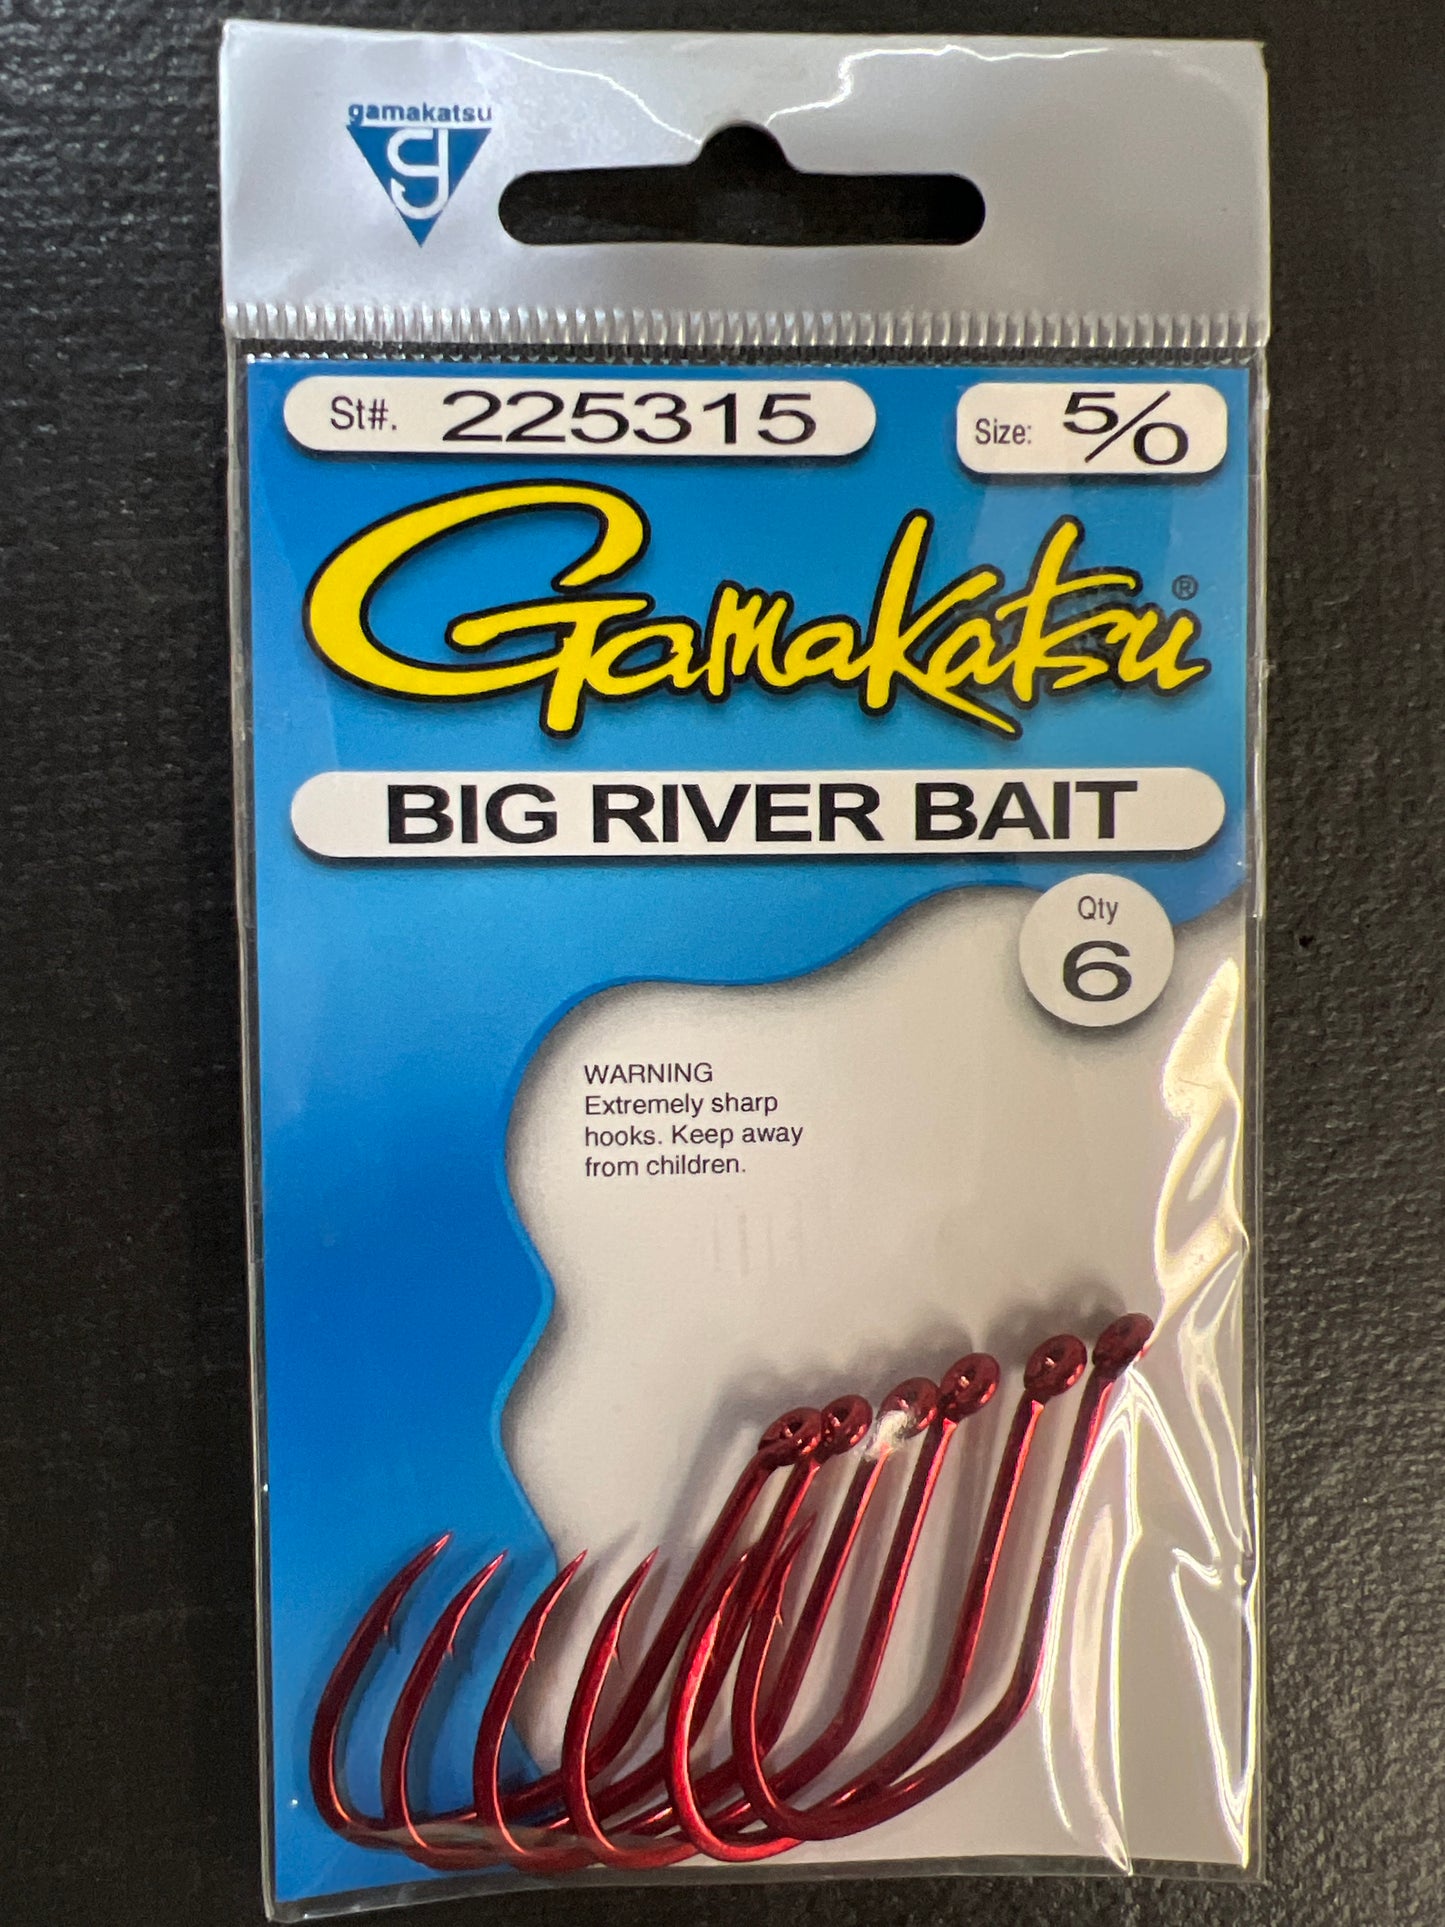 gamakatsu
g
St#. 225315
Size: 5/0
Gamakatsu®
BIG RIVER BAIT
Qty
6
WARNING
Extremely sharp
hooks. Keep away
from children.